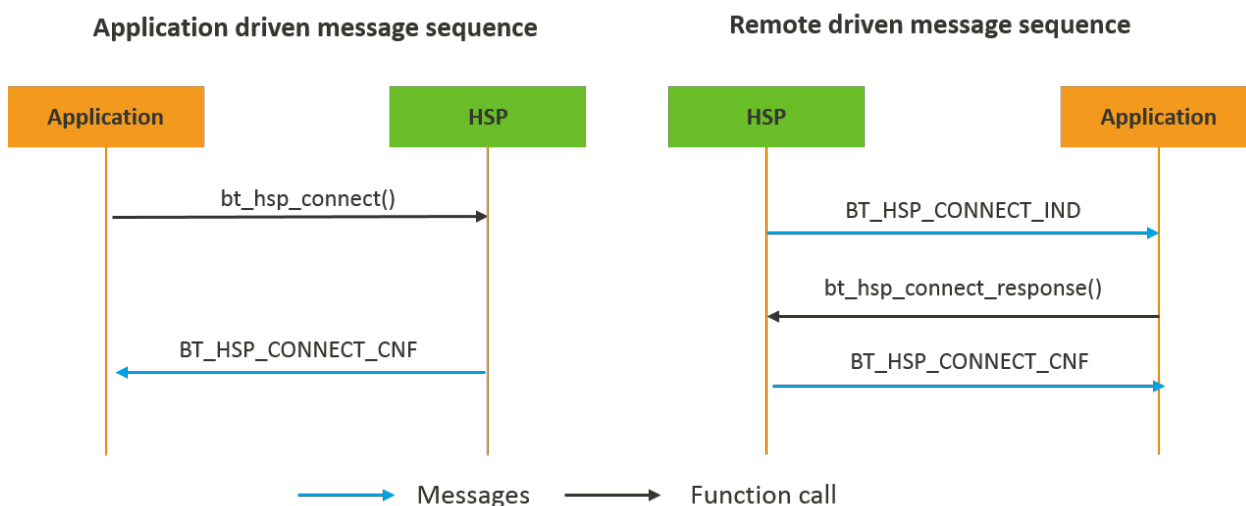 Application driven message sequence
Remote driven message sequence
Application
HSP
HSP
Application
bt_hsp_connect()
BT_HSP_CONNECT_IND
bt_hsp_connect_response()
BT_HSP_CONNECT_CNF
BT_HSP_CONNECT_CNF
Messages
Function call